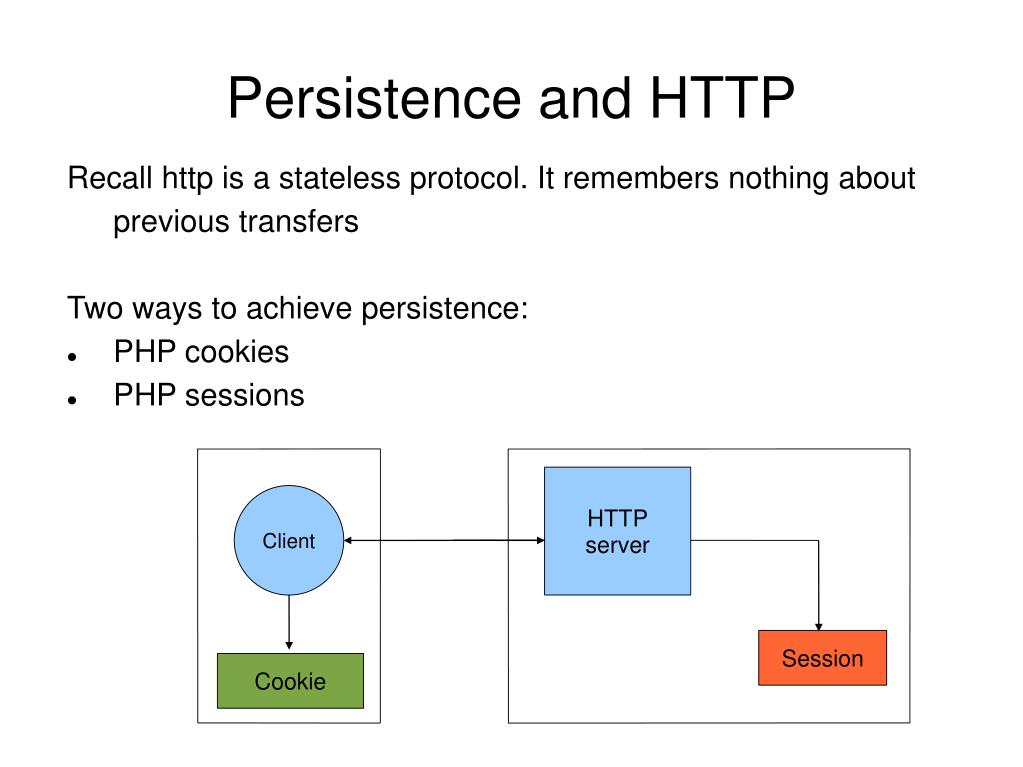 Persistence and HTTP
Recall http is a stateless protocol. It remembers nothing about
previous transfers
Two ways to achieve persistence:
• PHP cookies
• PHP sessions
Client
HTTP
server
Cookie
Session